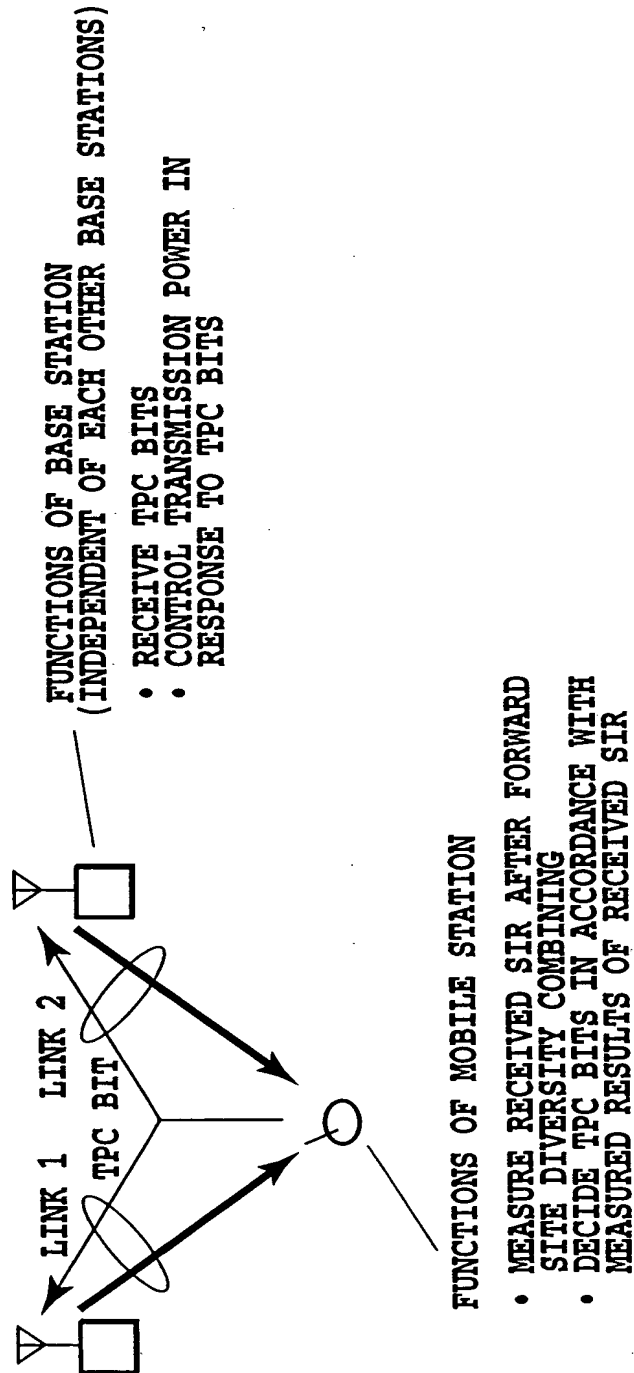 LINK 1 LINK 2
TPC BIT
FUNCTIONS OF BASE STATION
(INDEPENDENT OF EACH OTHER BASE STATIONS)
• RECEIVE TPC BITS
• CONTROL TRANSMISSION POWER IN
RESPONSE TO TPC BITS
FUNCTIONS OF MOBILE STATION
• MEASURE RECEIVED SIR AFTER FORWARD
SITE DIVERSITY COMBINING
• DECIDE TPC BITS IN ACCORDANCE WITH
MEASURED RESULTS OF RECEIVED SIR